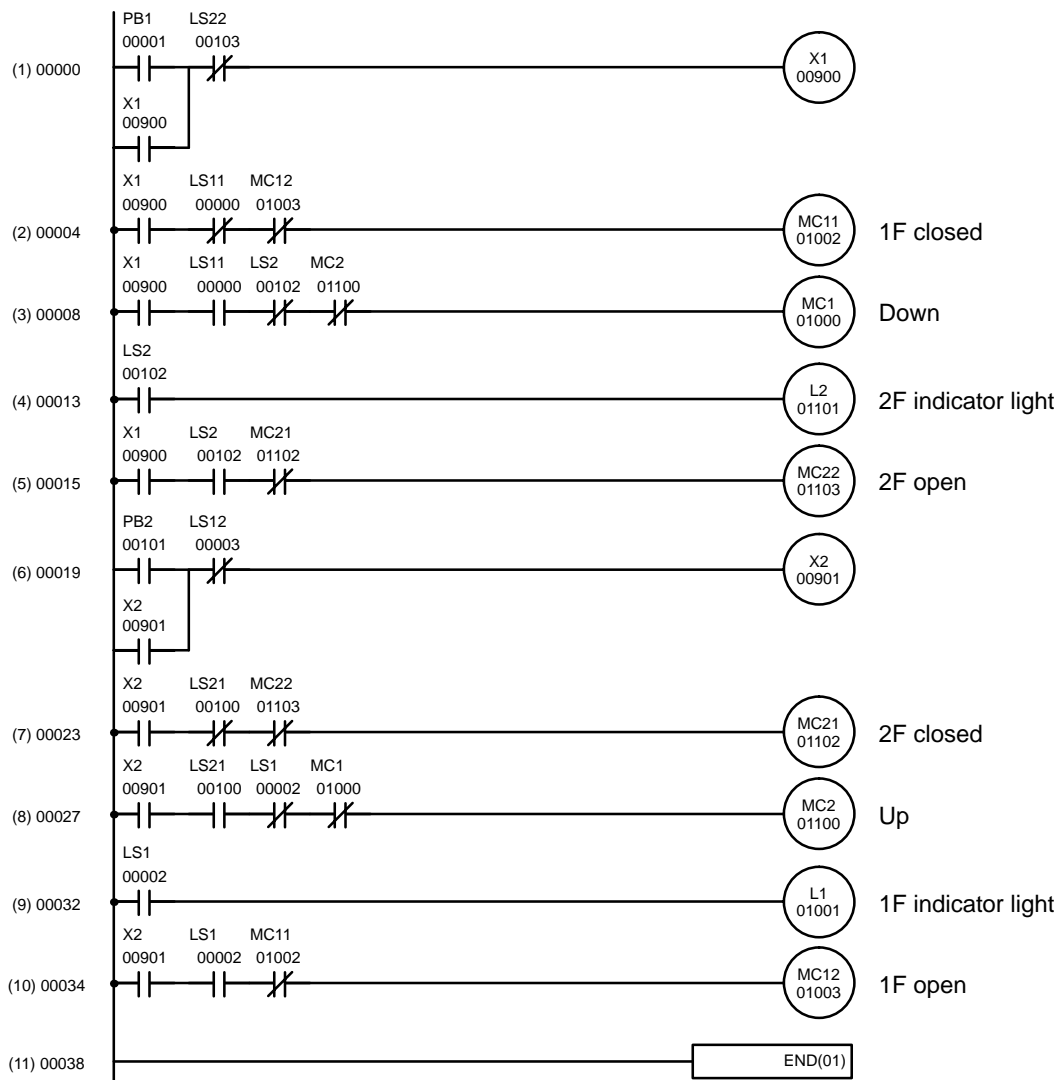 PB1 LS22
00001 00103
(1) 00000 X1
00900
X1
00900
X1 LS11 MC12
00900 00000 01003
(2) 00004 MC11
01002 1F closed
X1 LS11 LS2 MC2
00900 00000 00102 01100
(3) 00008 MC1
01000 Down
LS2
00102
(4) 00013 L2
01101 2F indicator light
X1 LS2 MC21
00900 00102 01102
(5) 00015 MC22
01103 2F open
PB2 LS12
00101 00003
(6) 00019 X2
00901
X2
00901
X2 LS21 MC22
00901 00100 01103
(7) 00023 MC21
01102 2F closed
X2 LS21 LS1 MC1
00901 00100 00002 01000
(8) 00027 MC2
01100 Up
LS1
00002
(9) 00032 L1
01001 1F indicator light
X2 LS1 MC11
00901 00002 01002
(10) 00034 MC12
01003 1F open
(11) 00038 END(01)